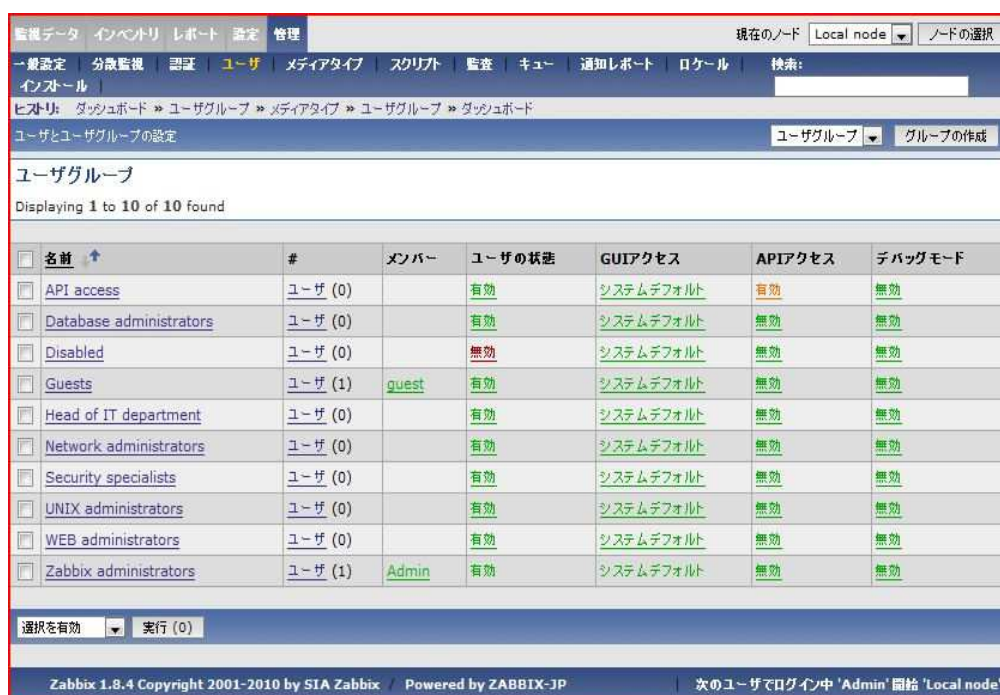 監視データ インベントリ レポート 設定 管理 現在のノード Local node ノードの選択
一般設定 分散監視 認証 ユーザ メディアタイプ スクリプト 監査 キュー 通知レポート ロケール 検索:
インストール
ヒストリ: ダッシュボード » ユーザグループ » メディアタイプ » ユーザグループ » ダッシュボード
ユーザとユーザグループの設定 ユーザグループ グループの作成
ユーザグループ
Displaying 1 to 10 of 10 found
名前 # メンバー ユーザの状態 GUIアクセス APIアクセス デバッグモード
API access ユーザ (0) 有効 システムデフォルト 有効 無効
Database administrators ユーザ (0) 有効 システムデフォルト 無効 無効
Disabled ユーザ (0) 無効 システムデフォルト 無効 無効
Guests ユーザ (1) guest 有効 システムデフォルト 無効 無効
Head of IT department ユーザ (0) 有効 システムデフォルト 無効 無効
Network administrators ユーザ (0) 有効 システムデフォルト 無効 無効
Security specialists ユーザ (0) 有効 システムデフォルト 無効 無効
UNIX administrators ユーザ (0) 有効 システムデフォルト 無効 無効
WEB administrators ユーザ (0) 有効 システムデフォルト 無効 無効
Zabbix administrators ユーザ (1) Admin 有効 システムデフォルト 無効 無効
選択を有効 実行 (0)
Zabbix 1.8.4 Copyright 2001-2010 by SIA Zabbix / Powered by ZABBIX-JP | 次のユーザでログイン中 'Admin' 開始 'Local node'